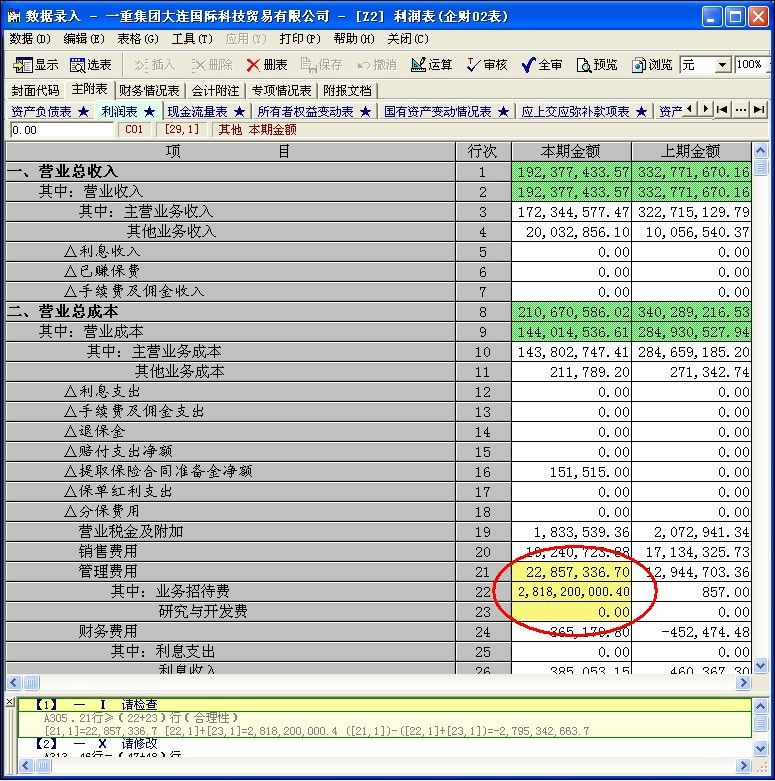 数据录入 - 一重集团大连国际科技贸易有限公司 - [Z2] 利润表(企财02表)
数据(D) 编辑(E) 表格(G) 工具(T) 应用(Y) 打印(P) 帮助(H) 关闭(C)
显示 选表 插入 删除 删表 保存 撤消 运算 审核 全审 预览 浏览 元 100%
封面代码 主附表 财务情况表 会计附注 专项情况表 附报文档
资产负债表 ★ 利润表 ★ 现金流量表 ★ 所有者权益变动表 ★ 国有资产变动情况表 ★ 应上交应弥补款项表 ★ 资产
0.00 C01 [29,1] 其他 本期金额
项 目 行次 本期金额 上期金额
一、营业总收入 1 192,377,433.57 332,771,670.16
其中: 营业收入 2 192,377,433.57 332,771,670.16
其中: 主营业务收入 3 172,344,577.47 322,715,129.79
其他业务收入 4 20,032,856.10 10,056,540.37
△利息收入 5 0.00 0.00
△已赚保费 6 0.00 0.00
△手续费及佣金收入 7 0.00 0.00
二、营业总成本 8 210,670,586.02 340,289,216.53
其中: 营业成本 9 144,014,536.61 284,930,527.94
其中: 主营业务成本 10 143,802,747.41 284,659,185.20
其他业务成本 11 211,789.20 271,342.74
△利息支出 12 0.00 0.00
△手续费及佣金支出 13 0.00 0.00
△退保金 14 0.00 0.00
△赔付支出净额 15 0.00 0.00
△提取保险合同准备金净额 16 151,515.00 0.00
△保单红利支出 17 0.00 0.00
△分保费用 18 0.00 0.00
营业税金及附加 19 1,833,539.36 2,072,941.34
销售费用 20 19,240,723.88 17,134,325.73
管理费用 21 22,857,336.70 12,944,703.36
其中: 业务招待费 22 2,818,200,000.40 857.00
研究与开发费 23 0.00 0.00
财务费用 24 -452,474.48
其中: 利息支出 25 0.00 0.00
利息收入 26 385,053.15 460,367.30
【1】 — I 请检查
A305．21行≥(22+23)行(合理性)
[21,1]=22,857,336.7 [22,1]+[23,1]=2,818,200,000.4 ([21,1])-([22,1]+[23,1])=-2,795,342,663.7
【2】 — X 请修改
A313．46行=(47+48)行